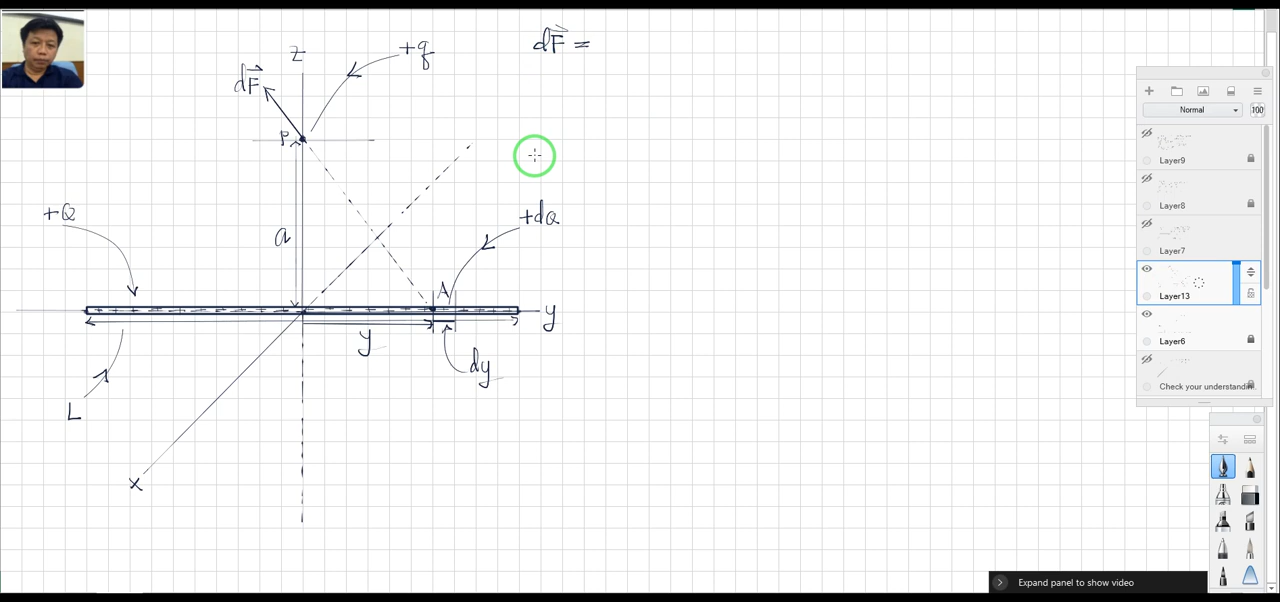 dF⃗ =
z
+q
dF⃗
P
+Q
a
+dQ
A
y
y
dy
L
x
Normal
100
Layer9
Layer8
Layer7
Layer13
Layer6
Check your understandin
Expand panel to show video